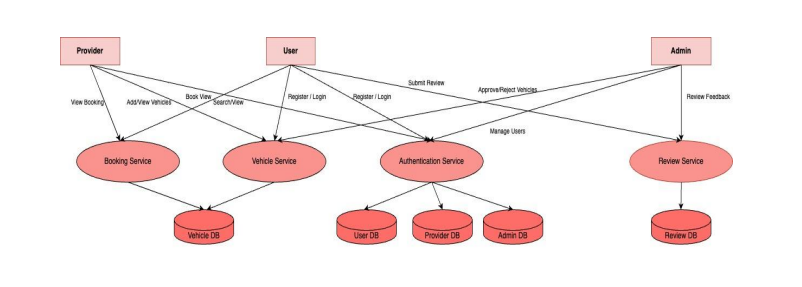 Provider
User
Admin
Submit Review
Approve/Reject Vehicles
Book View
Register / Login
Register / Login
Review Feedback
View Booking
Add/View Vehicles
Search/View
Manage Users
Booking Service
Vehicle Service
Authentication Service
Review Service
Vehicle DB
User DB
Provider DB
Admin DB
Review DB